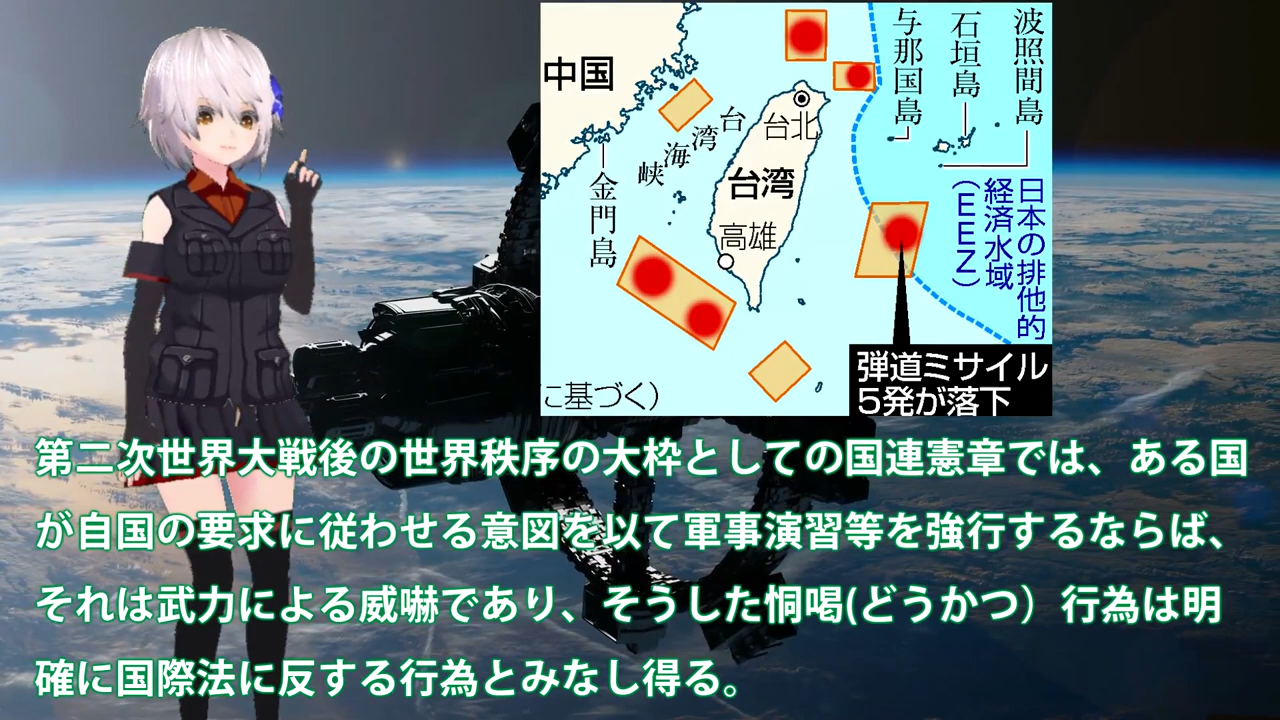 中国
台湾海峡
金門島
台北
台湾
高雄
与那国島
石垣島
波照間島
日本の排他的
経済水域
(EEZ)
弾道ミサイル
5発が落下
に基づく)
第二次世界大戦後の世界秩序の大枠としての国連憲章では、ある国
が自国の要求に従わせる意図を以て軍事演習等を強行するならば、
それは武力による威嚇であり、そうした恫喝(どうかつ）行為は明
確に国際法に反する行為とみなし得る。